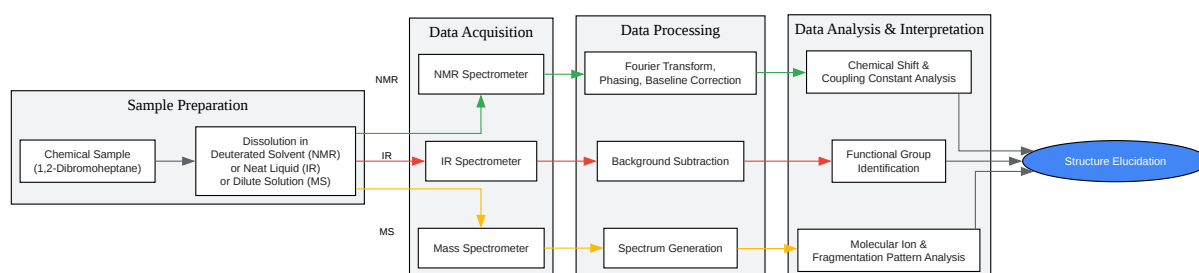 Sample Preparation
Chemical Sample
(1,2-Dibromoheptane)
Dissolution in
Deuterated Solvent (NMR)
or Neat Liquid (IR)
or Dilute Solution (MS)
NMR
IR
MS
Data Acquisition
NMR Spectrometer
IR Spectrometer
Mass Spectrometer
Data Processing
Fourier Transform,
Phasing, Baseline Correction
Background Subtraction
Spectrum Generation
Data Analysis & Interpretation
Chemical Shift &
Coupling Constant Analysis
Functional Group
Identification
Molecular Ion &
Fragmentation Pattern Analysis
Structure Elucidation